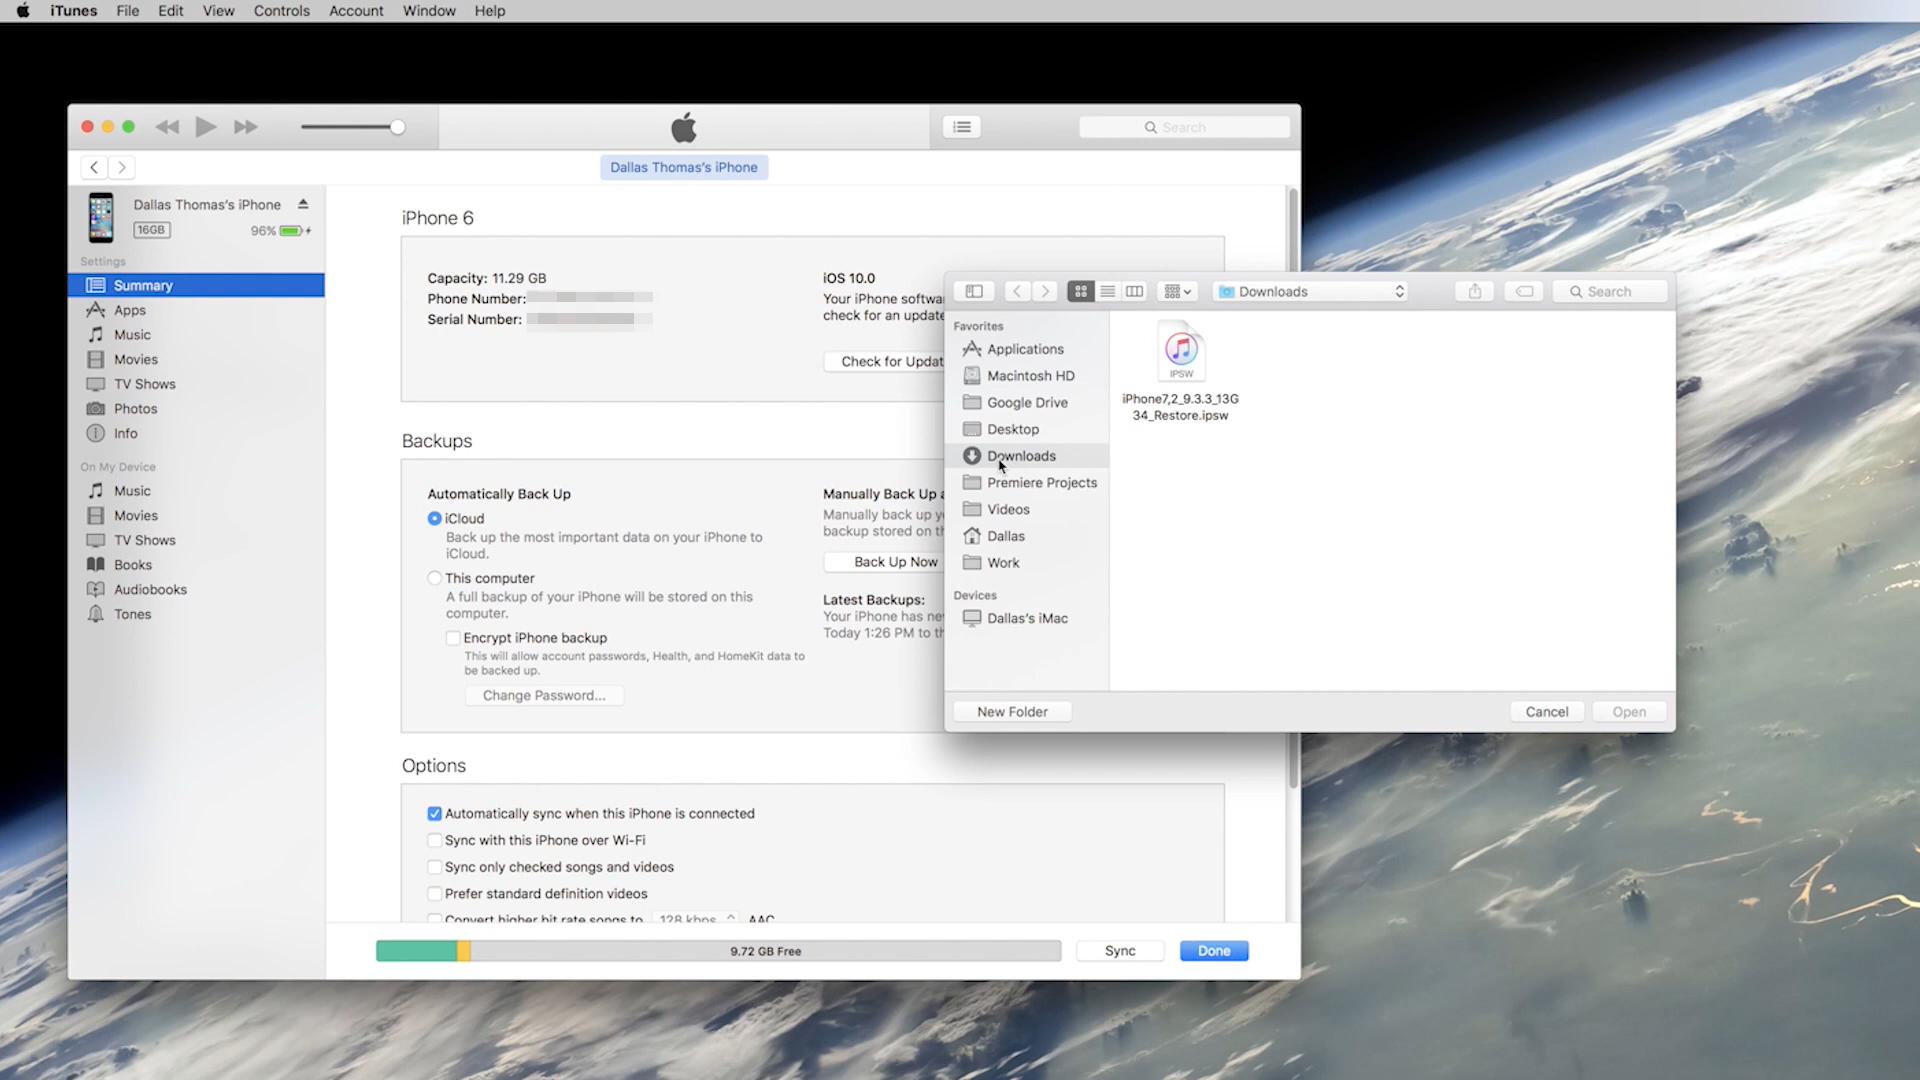 iTunes File Edit View Controls Account Window Help
Search
Dallas Thomas's iPhone
Dallas Thomas's iPhone
16GB 96%
Settings
Summary
Apps
Music
Movies
TV Shows
Photos
Info
On My Device
Music
Movies
TV Shows
Books
Audiobooks
Tones
iPhone 6
Capacity: 11.29 GB
Phone Number:
Serial Number:
iOS 10.0
Your iPhone softwa
check for an update
Check for Updat
Backups
Automatically Back Up
iCloud
Back up the most important data on your iPhone to
iCloud.
This computer
A full backup of your iPhone will be stored on this
computer.
Encrypt iPhone backup
This will allow account passwords, Health, and HomeKit data to
be backed up.
Change Password...
Manually Back Up a
Manually back up y
backup stored on th
Back Up Now
Latest Backups:
Your iPhone has ne
Today 1:26 PM to th
Options
Automatically sync when this iPhone is connected
Sync with this iPhone over Wi-Fi
Sync only checked songs and videos
Prefer standard definition videos
Convert higher bit rate songs to 128 kbps AAC
9.72 GB Free
Sync
Done
Downloads
Search
Favorites
Applications
Macintosh HD
Google Drive
Desktop
Downloads
Premiere Projects
Videos
Dallas
Work
Devices
Dallas's iMac
IPSW
iPhone7,2_9.3.3_13G
34_Restore.ipsw
New Folder
Cancel
Open